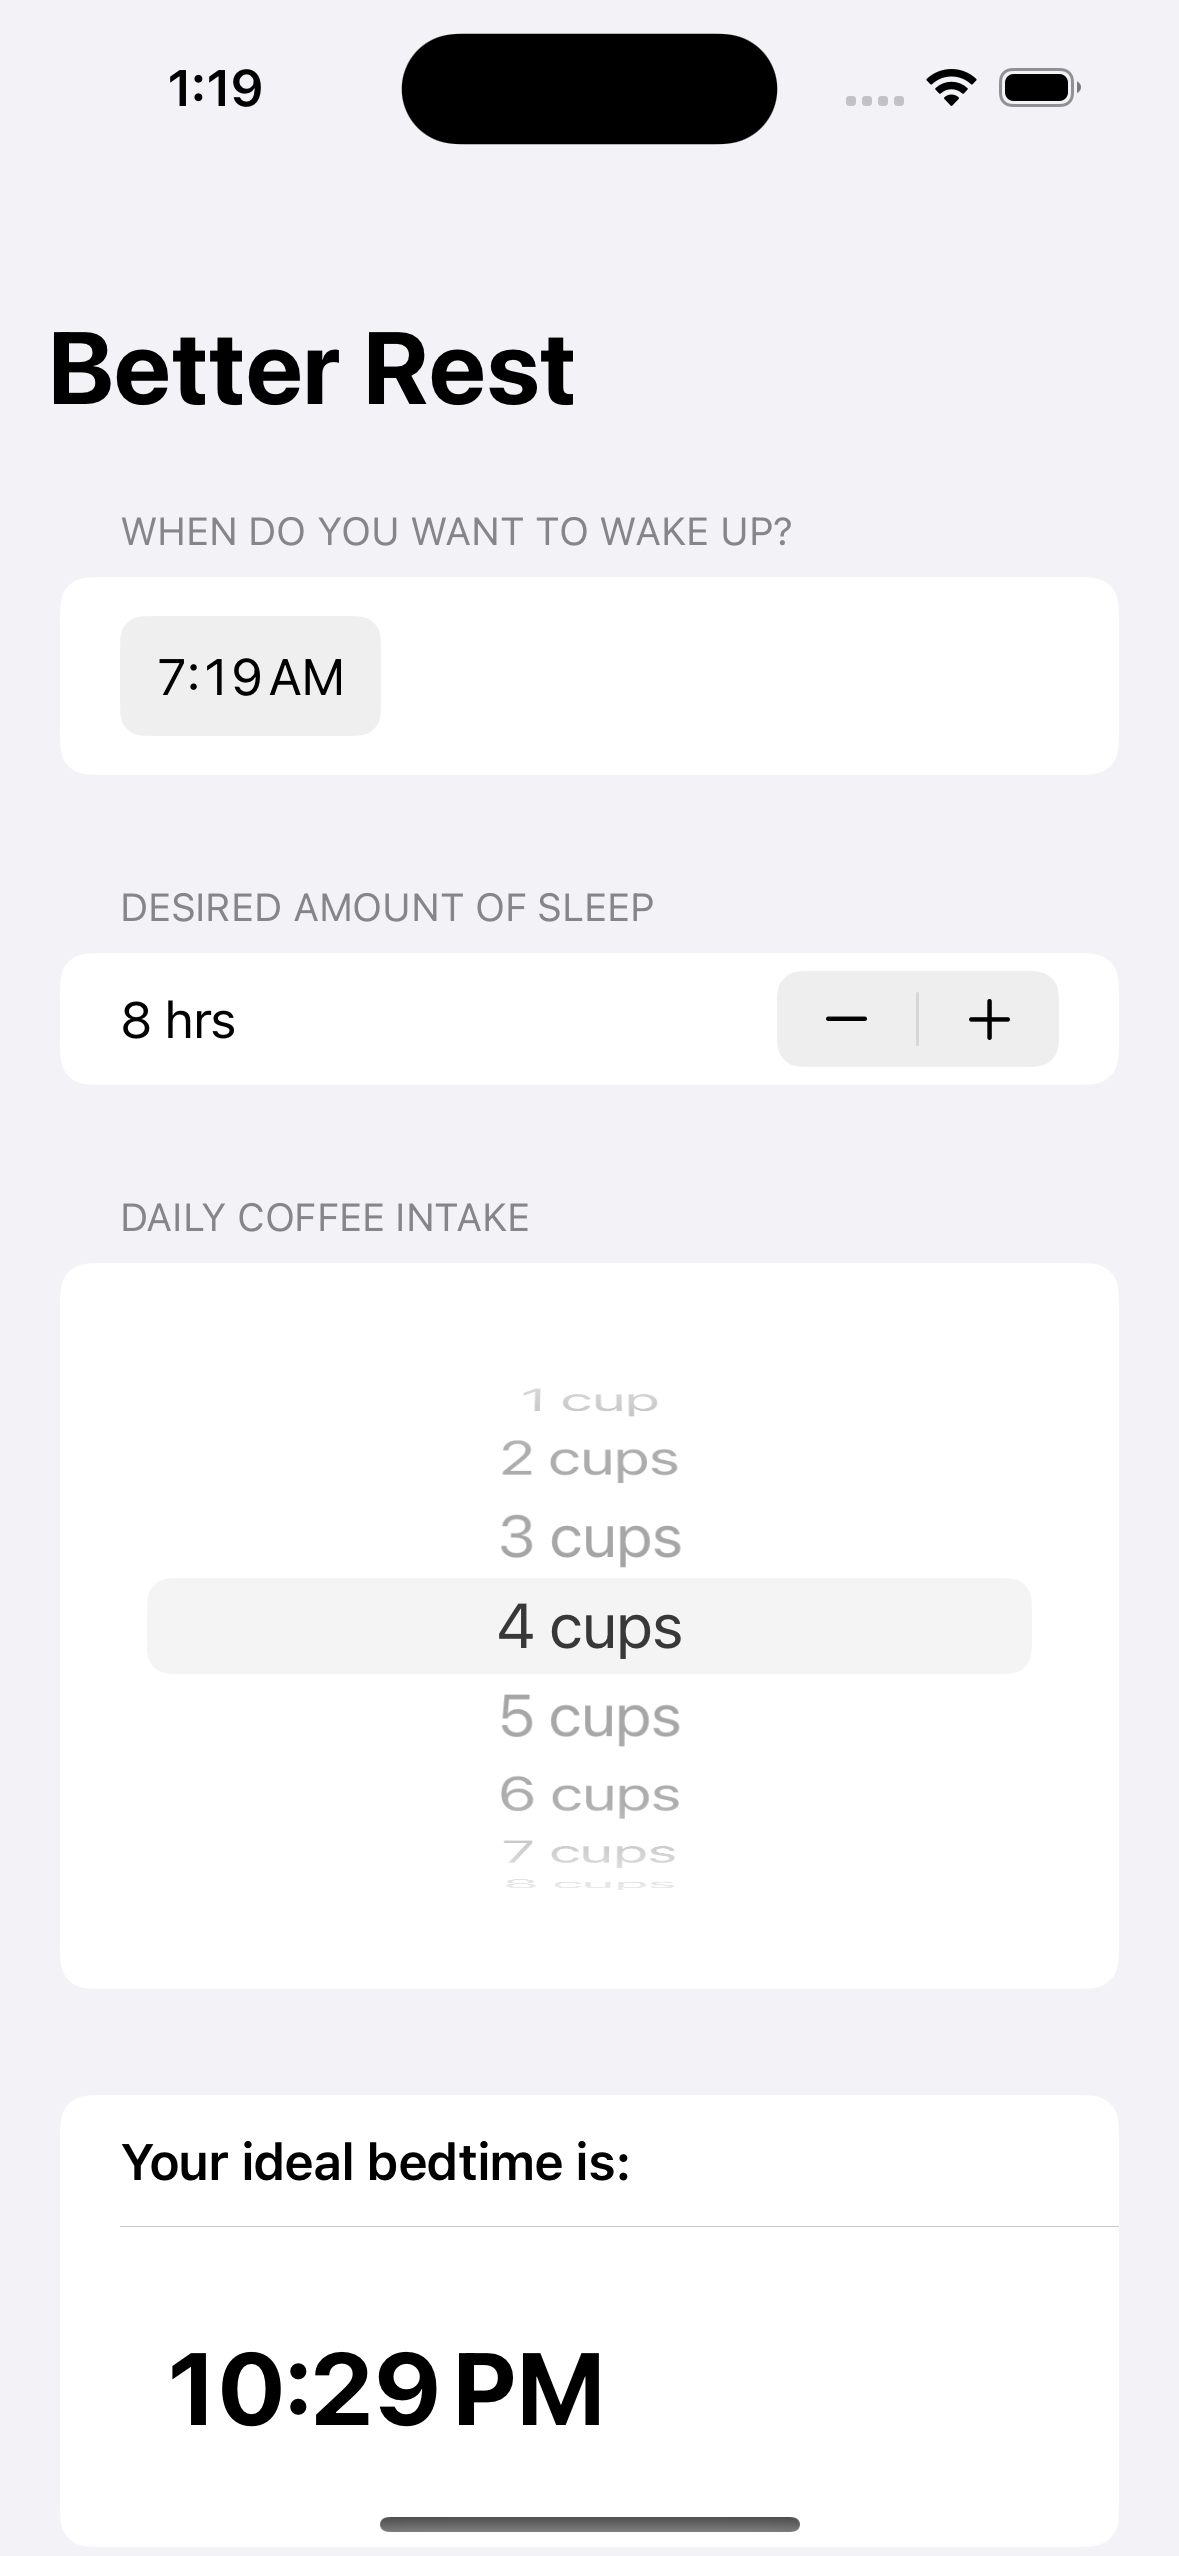 1:19
Better Rest
WHEN DO YOU WANT TO WAKE UP?
7:19 AM
DESIRED AMOUNT OF SLEEP
8 hrs
DAILY COFFEE INTAKE
1 cup
2 cups
3 cups
4 cups
5 cups
6 cups
7 cups
8 cups
Your ideal bedtime is:
10:29 PM